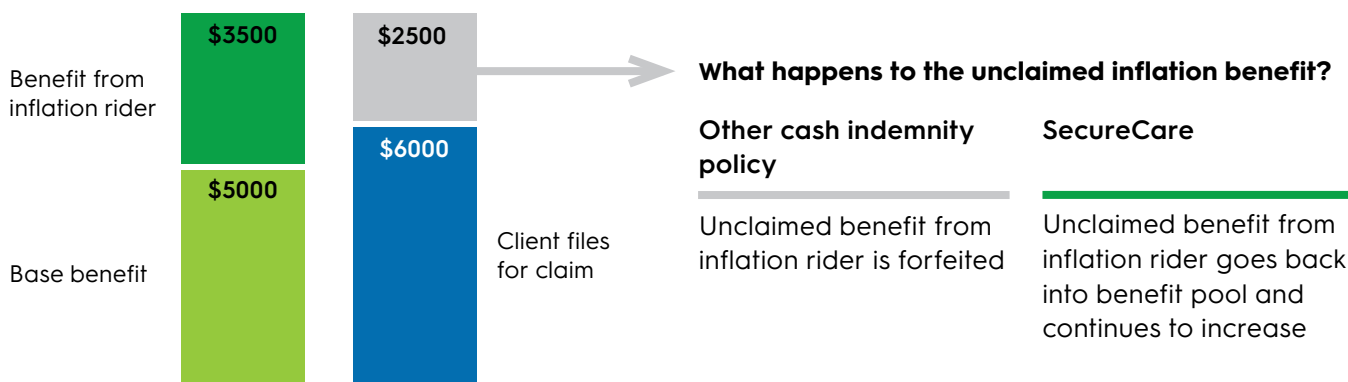 Benefit from
inflation rider
$3500
Base benefit
$5000
$2500
$6000
Client files
for claim
What happens to the unclaimed inflation benefit?
Other cash indemnity
policy
Unclaimed benefit from
inflation rider is forfeited
SecureCare
Unclaimed benefit from
inflation rider goes back
into benefit pool and
continues to increase